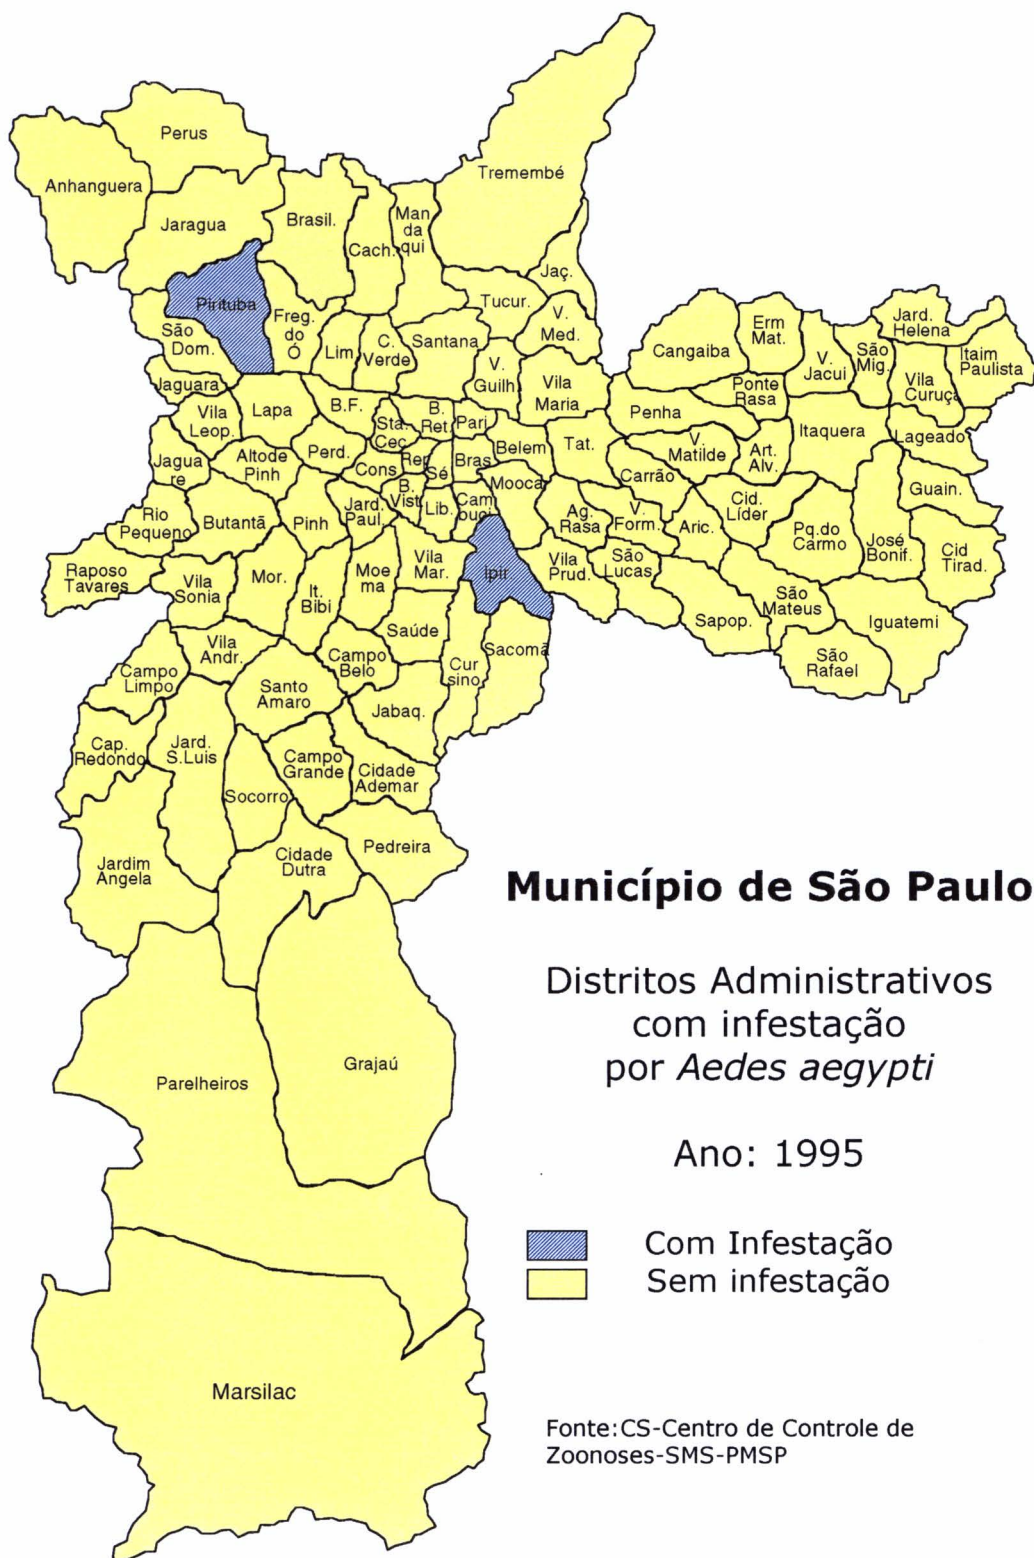 Perus
Tremembé
Anhanguera
Jaragua
Brasil.
Man
da
qui
Cach.
Jaç.
Pirituba
Tucur.
Freg.
do
Ó
V.
Med.
São
Dom.
Lim.
C.
Verde
Santana
Cangaiba
Erm
Mat.
Jard.
Helena
V.
Jacui
São
Mig.
Itaim
Paulista
Jaguara
V.
Guilh
Vila
Maria
Ponte
Rasa
Vila
Curuça
Vila
Leop.
Lapa
B.F.
Sta.
Cec.
B.
Ret.
Pari
Penha
Itaquera
Lageado
Jagua
re
Altode
Pinh
Perd.
Cons
Rep
Sé
Bras
Belem
Tat.
V.
Matilde
Art.
Alv.
Carrão
Mooca
Guain.
Rio
Pequeno
Butantã
Pinh
Jard.
Paul.
B.
Vist
Lib.
Cam
buci
Ag.
Rasa
V.
Form.
Aric.
Cid.
Líder
Pq.do
Carmo
José
Bonif.
Cid
Tirad.
Raposo
Tavares
Vila
Sonia
Mor.
It.
Bibi
Moe
ma
Vila
Mar.
Ipir
Vila
Prud.
São
Lucas
Sapop.
São
Mateus
Iguatemi
Vila
Andr.
Saúde
Sacomã
São
Rafael
Campo
Limpo
Campo
Belo
Cur
sino
Santo
Amaro
Jabaq.
Cap.
Redondo
Jard.
S.Luis
Campo
Grande
Cidade
Ademar
Socorro
Jardim
Angela
Cidade
Dutra
Pedreira
Município de São Paulo
Distritos Administrativos
com infestação
por Aedes aegypti
Grajaú
Parelheiros
Ano: 1995
Com Infestação
Sem infestação
Marsilac
Fonte:CS-Centro de Controle de
Zoonoses-SMS-PMSP